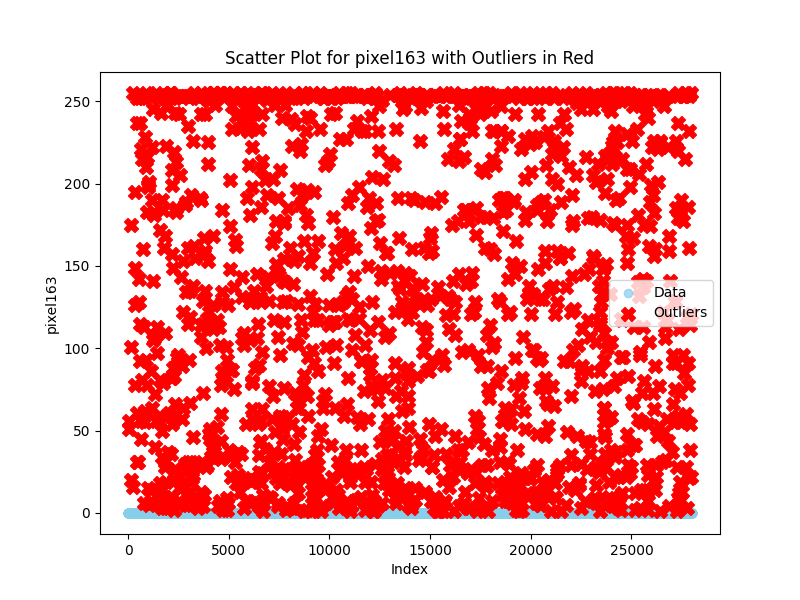 Scatter Plot for pixel163 with Outliers in Red
pixel163
250
200
150
100
50
0
Data
Outliers
0
5000
10000
15000
20000
25000
Index